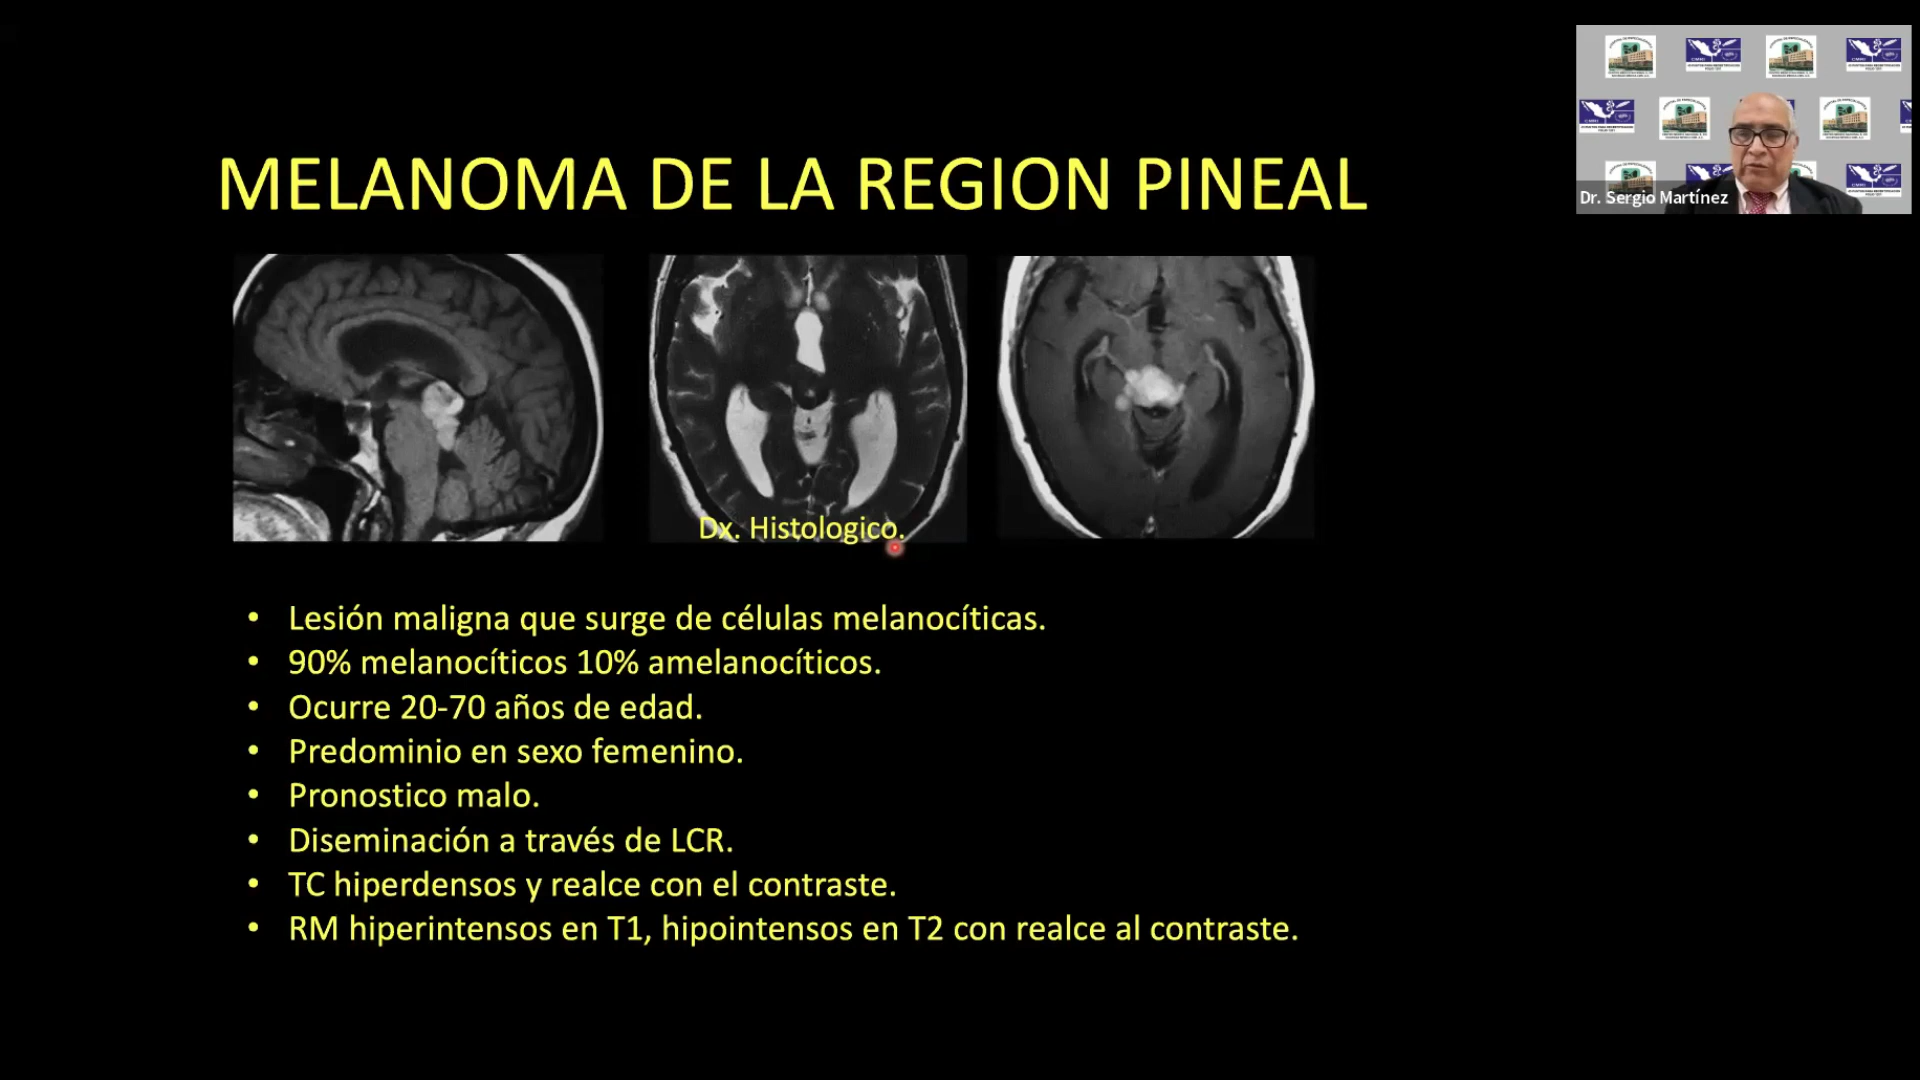 MELANOMA DE LA REGION PINEAL
Dr. Sergio Martínez
Dx. Histologico.
• Lesión maligna que surge de células melanocíticas.
• 90% melanocíticos 10% amelanocíticos.
• Ocurre 20-70 años de edad.
• Predominio en sexo femenino.
• Pronostico malo.
• Diseminación a través de LCR.
• TC hiperdensos y realce con el contraste.
• RM hiperintensos en T1, hipointensos en T2 con realce al contraste.